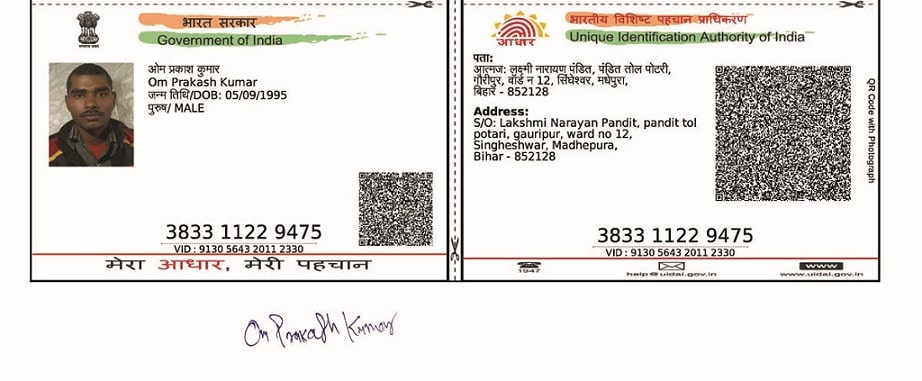 भारत सरकार
Government of India
ओम प्रकाश कुमार
Om Prakash Kumar
जन्म तिथि/DOB: 05/09/1995
पुरुष/ MALE
3833 1122 9475
VID : 9130 5643 2011 2330
मेरा आधार, मेरी पहचान
भारतीय विशिष्ट पहचान प्राधिकरण
Unique Identification Authority of India
आधार
पता:
आत्मज: लक्ष्मी नारायण पंडित, पंडित तोल पोटरी,
गौरीपुर, वार्ड न 12, सिंघेश्वर, मधेपुरा,
बिहार - 852128
Address:
S/O: Lakshmi Narayan Pandit, pandit tol
potari, gauripur, ward no 12,
Singheshwar, Madhepura,
Bihar - 852128
QR Code with Photograph
3833 1122 9475
VID : 9130 5643 2011 2330
1947
help@uidai.gov.in
www
www.uidai.gov.in
Om Prakash Kumar